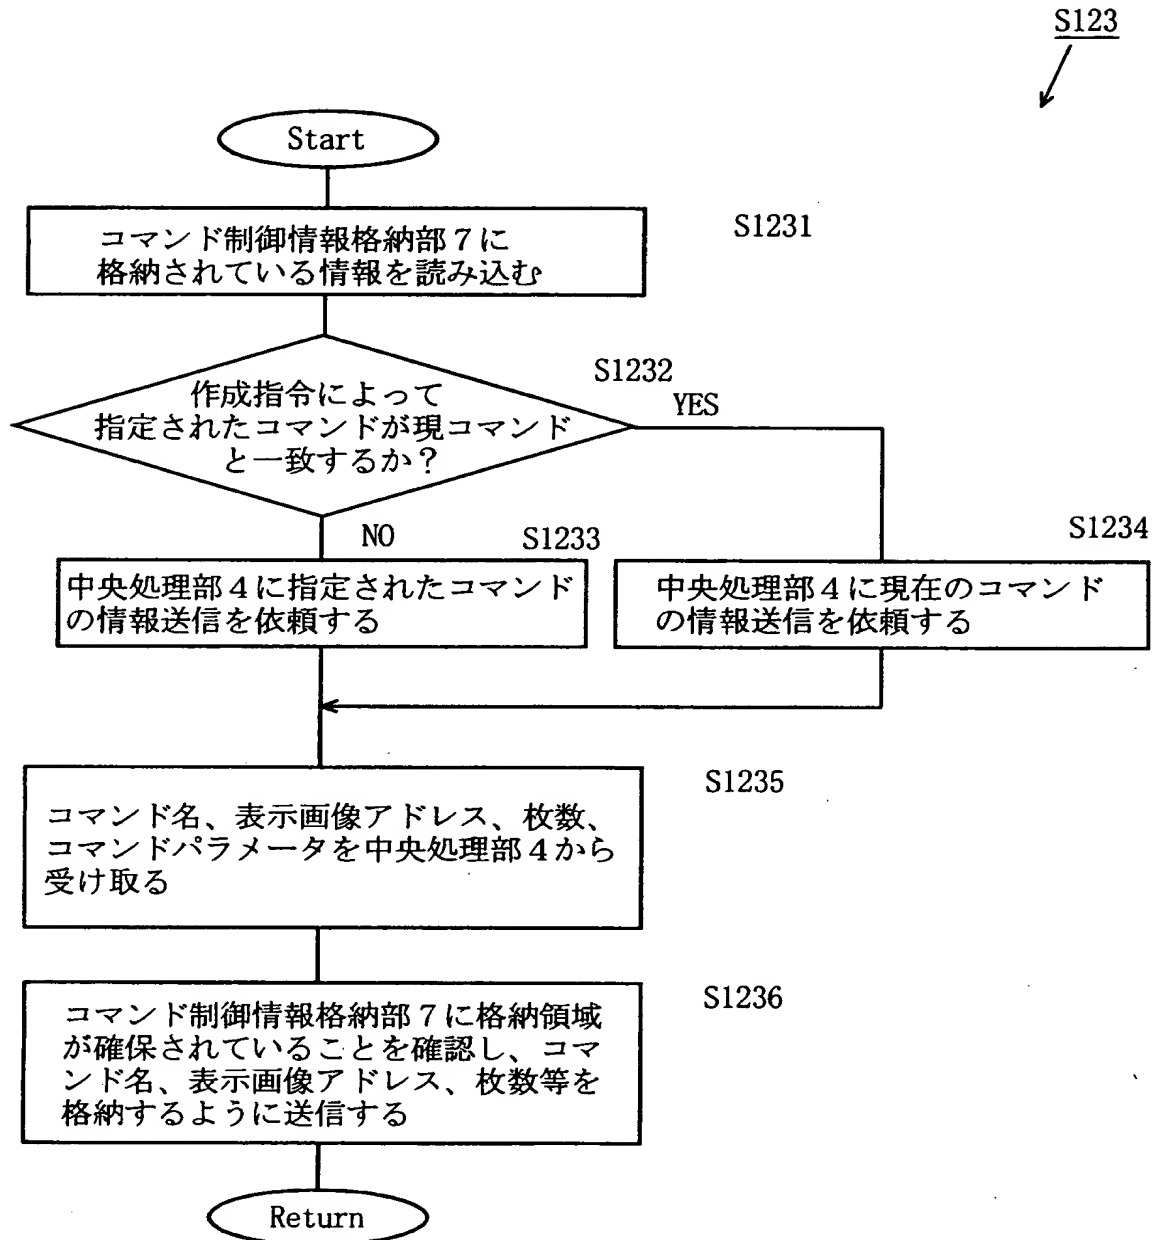 S123
Start
S1231
コマンド制御情報格納部７に
格納されている情報を読み込む
S1232
作成指令によって
指定されたコマンドが現コマンド
と一致するか？
YES
NO
S1233
中央処理部４に指定されたコマンド
の情報送信を依頼する
S1234
中央処理部４に現在のコマンド
の情報送信を依頼する
S1235
コマンド名、表示画像アドレス、枚数、
コマンドパラメータを中央処理部４から
受け取る
S1236
コマンド制御情報格納部７に格納領域
が確保されていることを確認し、コマ
ンド名、表示画像アドレス、枚数等を
格納するように送信する
Return